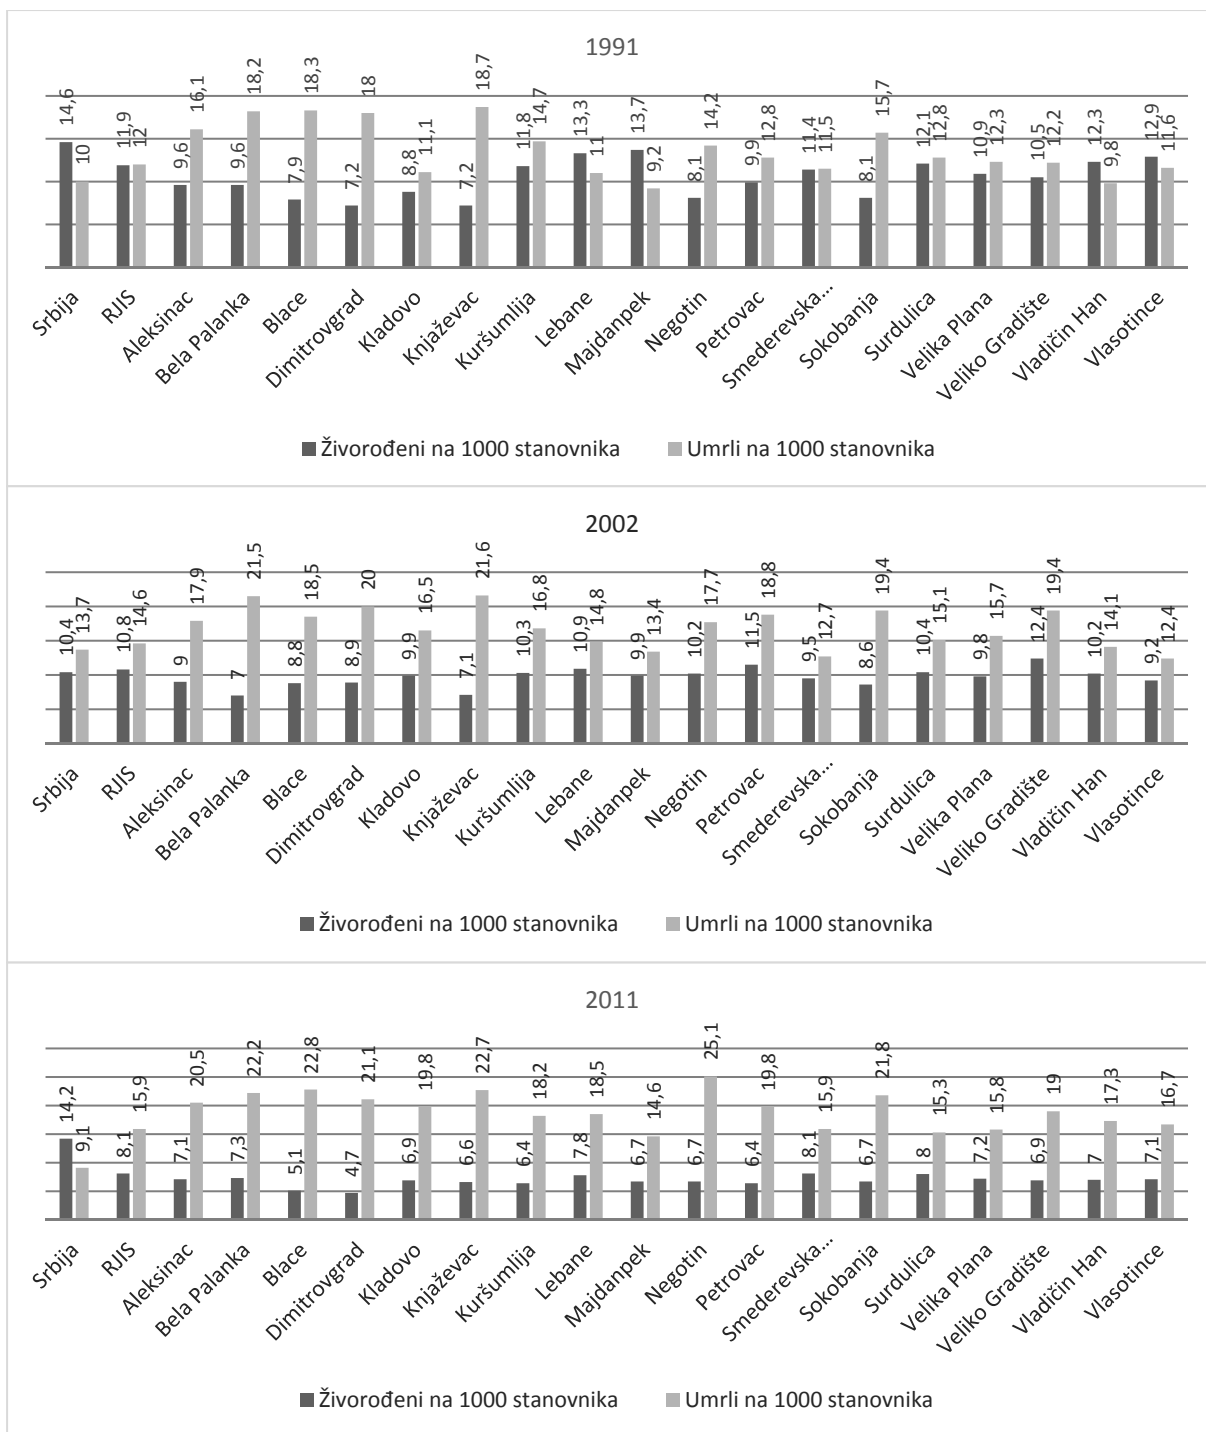 1991
14,6 10 11,9 12 9,6 16,1 9,6 18,2 7,9 18,3 7,2 18 8,8 11,1 7,2 18,7 11,8 14,7 13,3 11 13,7 9,2 8,1 14,2 9,9 12,8 11,4 11,5 8,1 15,7 12,1 12,8 10,9 12,3 10,5 12,2 12,3 9,8 12,9 11,6
Srbija RJIS Aleksinac Bela Palanka Blace Dimitrovgrad Kladovo Knjaževac Kuršumlija Lebane Majdanpek Negotin Petrovac Smederevska... Sokobanja Surdulica Velika Plana Veliko Gradište Vladičin Han Vlasotince
Živorođeni na 1000 stanovnika Umrli na 1000 stanovnika
2002
10,4 13,7 10,8 14,6 9 17,9 7 21,5 8,8 18,5 8,9 20 9,9 16,5 7,1 21,6 10,3 16,8 10,9 14,8 9,9 13,4 10,2 17,7 11,5 18,8 9,5 12,7 8,6 19,4 10,4 15,1 9,8 15,7 12,4 19,4 10,2 14,1 9,2 12,4
Srbija RJIS Aleksinac Bela Palanka Blace Dimitrovgrad Kladovo Knjaževac Kuršumlija Lebane Majdanpek Negotin Petrovac Smederevska... Sokobanja Surdulica Velika Plana Veliko Gradište Vladičin Han Vlasotince
Živorođeni na 1000 stanovnika Umrli na 1000 stanovnika
2011
14,2 9,1 8,1 15,9 7,1 20,5 7,3 22,2 5,1 22,8 4,7 21,1 6,9 19,8 6,6 22,7 6,4 18,2 7,8 18,5 6,7 14,6 6,7 25,1 6,4 19,8 8,1 15,9 6,7 21,8 8 15,3 7,2 15,8 6,9 19 7 17,3 7,1 16,7
Srbija RJIS Aleksinac Bela Palanka Blace Dimitrovgrad Kladovo Knjaževac Kuršumlija Lebane Majdanpek Negotin Petrovac Smederevska... Sokobanja Surdulica Velika Plana Veliko Gradište Vladičin Han Vlasotince
Živorođeni na 1000 stanovnika Umrli na 1000 stanovnika